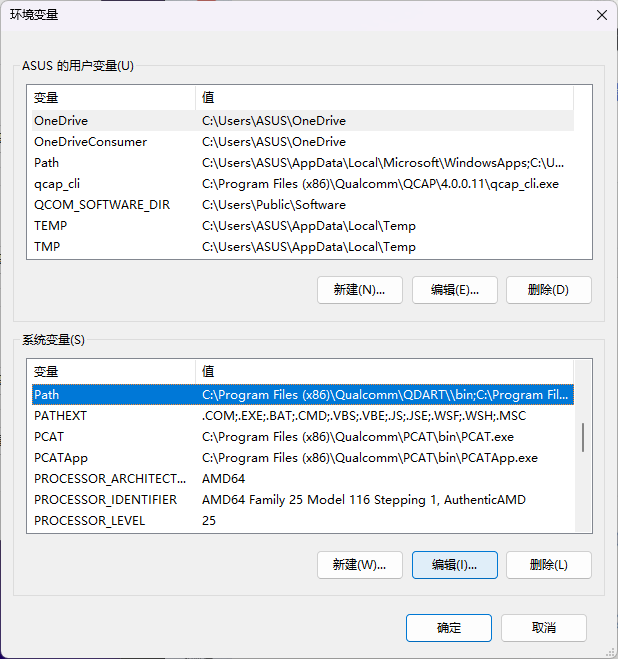 环境变量
ASUS 的用户变量(U)
变量 值
OneDrive C:\Users\ASUS\OneDrive
OneDriveConsumer C:\Users\ASUS\OneDrive
Path C:\Users\ASUS\AppData\Local\Microsoft\WindowsApps;C:\U...
qcap_cli C:\Program Files (x86)\Qualcomm\QCAP\4.0.0.11\qcap_cli.exe
QCOM_SOFTWARE_DIR C:\Users\Public\Software
TEMP C:\Users\ASUS\AppData\Local\Temp
TMP C:\Users\ASUS\AppData\Local\Temp
新建(N)... 编辑(E)... 删除(D)
系统变量(S)
变量 值
Path C:\Program Files (x86)\Qualcomm\QDART\\bin;C:\Program Fil...
PATHEXT .COM;.EXE;.BAT;.CMD;.VBS;.VBE;.JS;.JSE;.WSF;.WSH;.MSC
PCAT C:\Program Files (x86)\Qualcomm\PCAT\bin\PCAT.exe
PCATApp C:\Program Files (x86)\Qualcomm\PCAT\bin\PCATApp.exe
PROCESSOR_ARCHITECT... AMD64
PROCESSOR_IDENTIFIER AMD64 Family 25 Model 116 Stepping 1, AuthenticAMD
PROCESSOR_LEVEL 25
新建(W)... 编辑(I)... 删除(L)
确定 取消